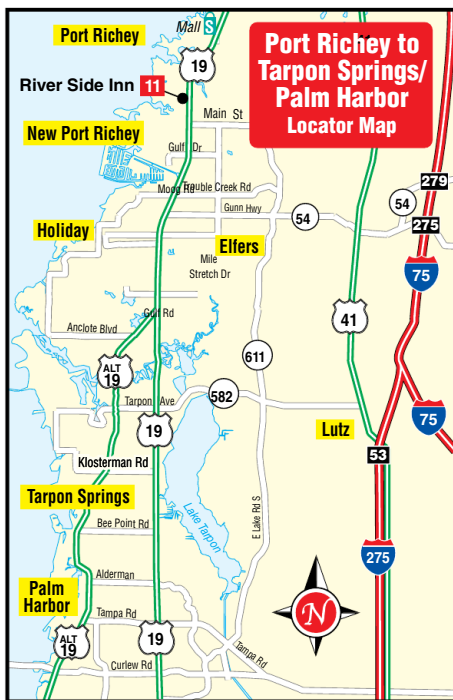 Port Richey
Mall S
19
Port Richey to
Tarpon Springs/
Palm Harbor
Locator Map
River Side Inn 11
Main St
New Port Richey
Gulf Dr
Trouble Creek Rd
Moog Rd
279
Gunn Hwy
54
54
275
Holiday
Elfers
Mile
Stretch Dr
75
Gulf Rd
41
Anclote Blvd
611
ALT
19
582
Tarpon Ave
75
19
Lutz
53
Klosterman Rd
Tarpon Springs
Lake Tarpon
E Lake Rd S
Bee Point Rd
275
Alderman
Palm
Harbor
N
Tampa Rd
ALT
19
19
Tampa Rd
Curlew Rd